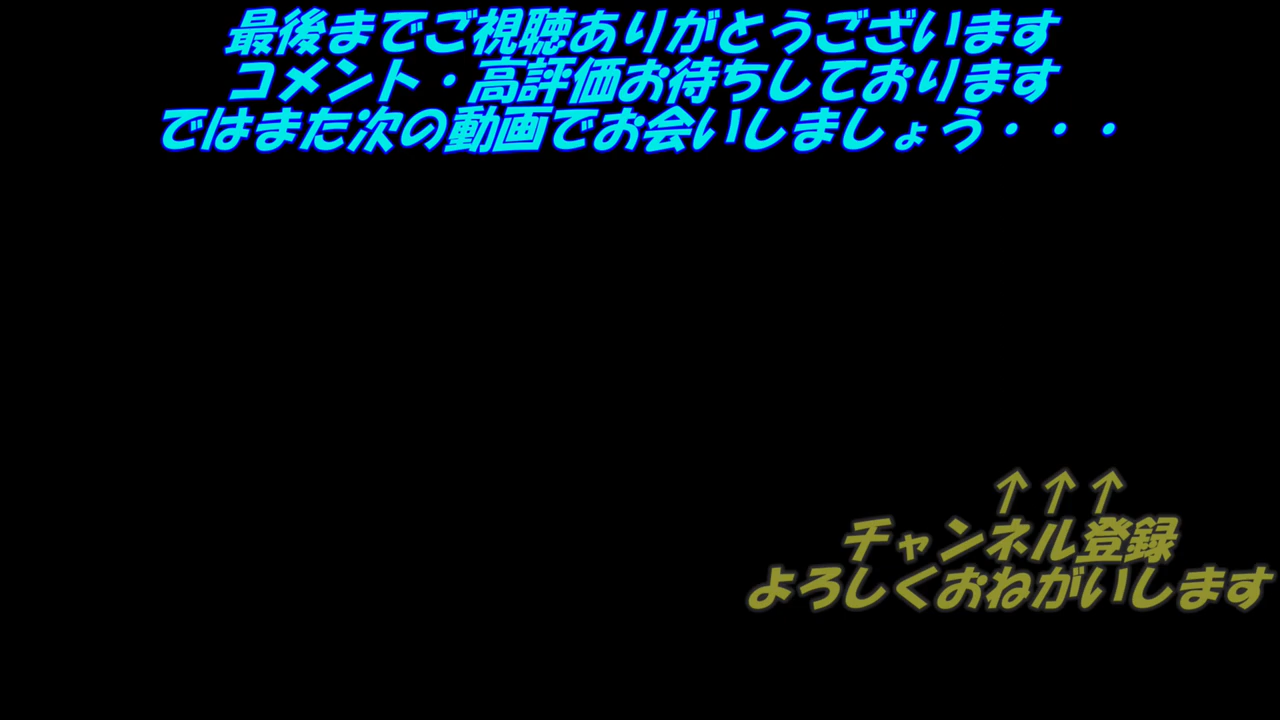 最後までご視聴ありがとうございます
コメント・高評価お待ちしております
ではまた次の動画でお会いしましょう・・・
↑↑↑
チャンネル登録
よろしくおねがいします